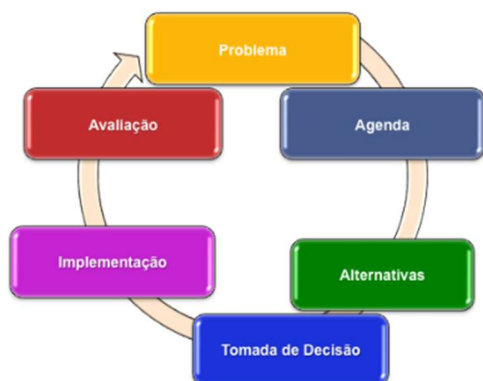 Problema
Agenda
Alternativas
Tomada de Decisão
Implementação
Avaliação